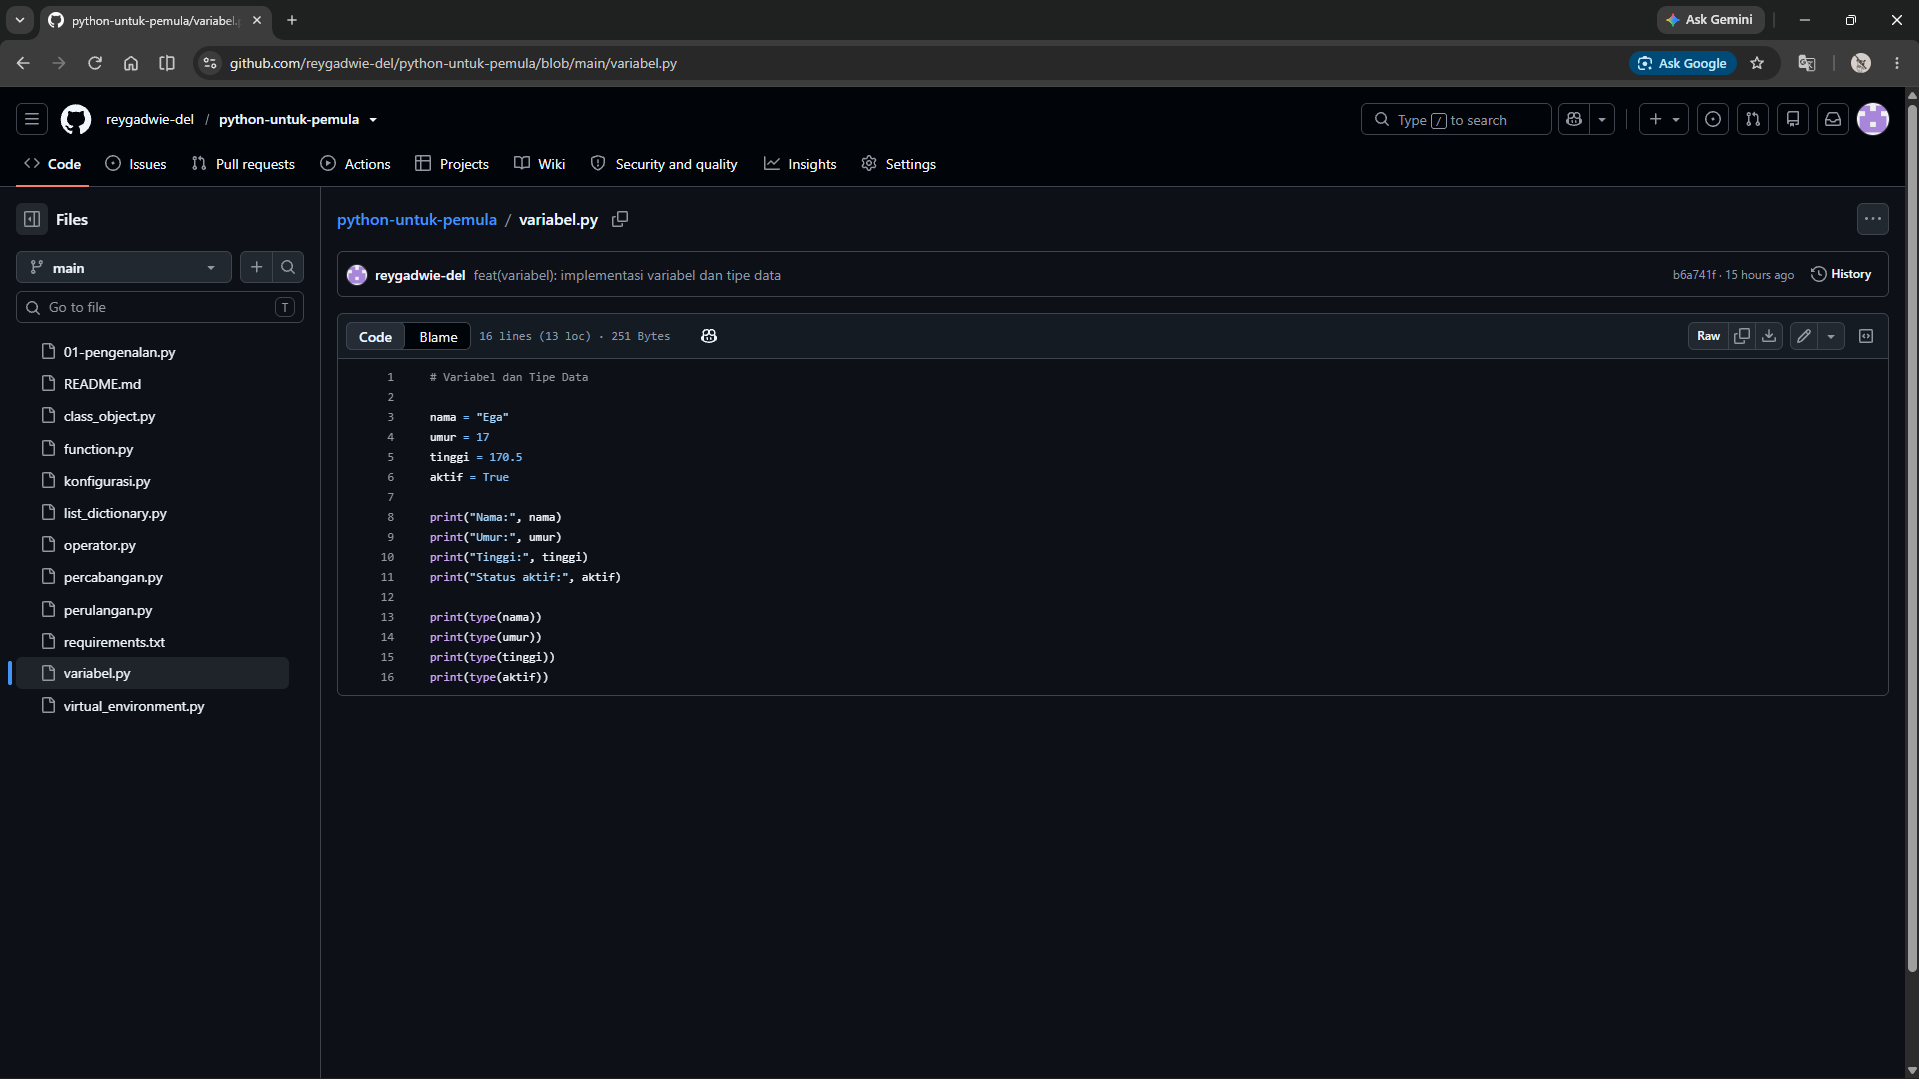 python-untuk-pemula/variabel.p
Ask Gemini
github.com/reygadwie-del/python-untuk-pemula/blob/main/variabel.py
Ask Google
reygadwie-del / python-untuk-pemula
Type / to search
Code
Issues
Pull requests
Actions
Projects
Wiki
Security and quality
Insights
Settings
Files
main
Go to file
T
01-pengenalan.py
README.md
class_object.py
function.py
konfigurasi.py
list_dictionary.py
operator.py
percabangan.py
perulangan.py
requirements.txt
variabel.py
virtual_environment.py
python-untuk-pemula / variabel.py
reygadwie-del feat(variabel): implementasi variabel dan tipe data
b6a741f · 15 hours ago
History
Code
Blame
16 lines (13 loc) · 251 Bytes
Raw
1 # Variabel dan Tipe Data
2
3 nama = "Ega"
4 umur = 17
5 tinggi = 170.5
6 aktif = True
7
8 print("Nama:", nama)
9 print("Umur:", umur)
10 print("Tinggi:", tinggi)
11 print("Status aktif:", aktif)
12
13 print(type(nama))
14 print(type(umur))
15 print(type(tinggi))
16 print(type(aktif))